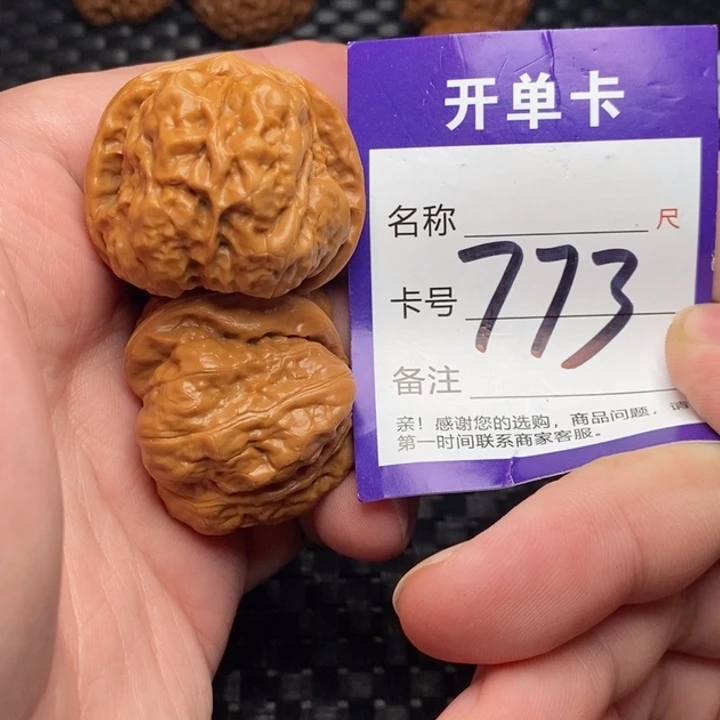 开单卡
名称 尺
卡号 773
备注
亲！感谢您的选购，商品问题，请
第一时间联系商家客服。